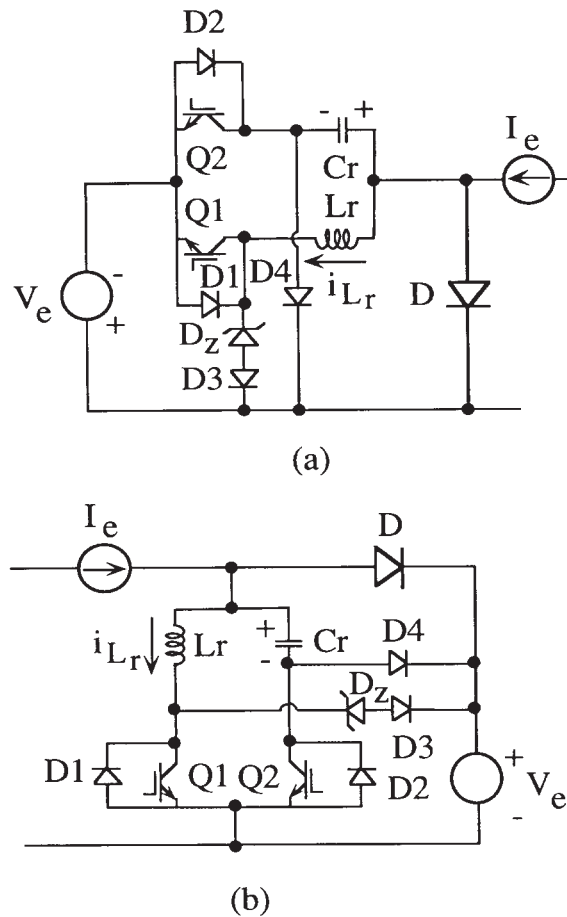 D2
I e
- +
Q2
Cr
Q1
Lr
D1 D4
- iLr
Ve
+
D
Dz
D3
(a)
Ie
D
iLr
Lr
+
-
Cr
D4
Dz
D3
D1
Q1
Q2
D2
+
Ve
-
(b)